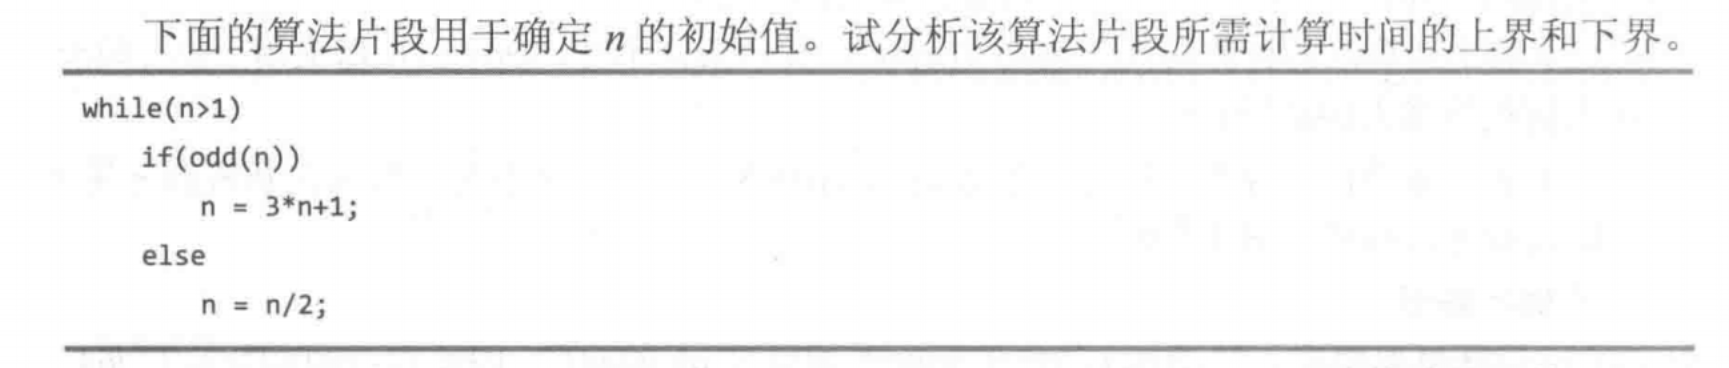 下面的算法片段用于确定 n 的初始值。试分析该算法片段所需计算时间的上界和下界。
while(n>1)
if(odd(n))
n = 3*n+1;
else
n = n/2;